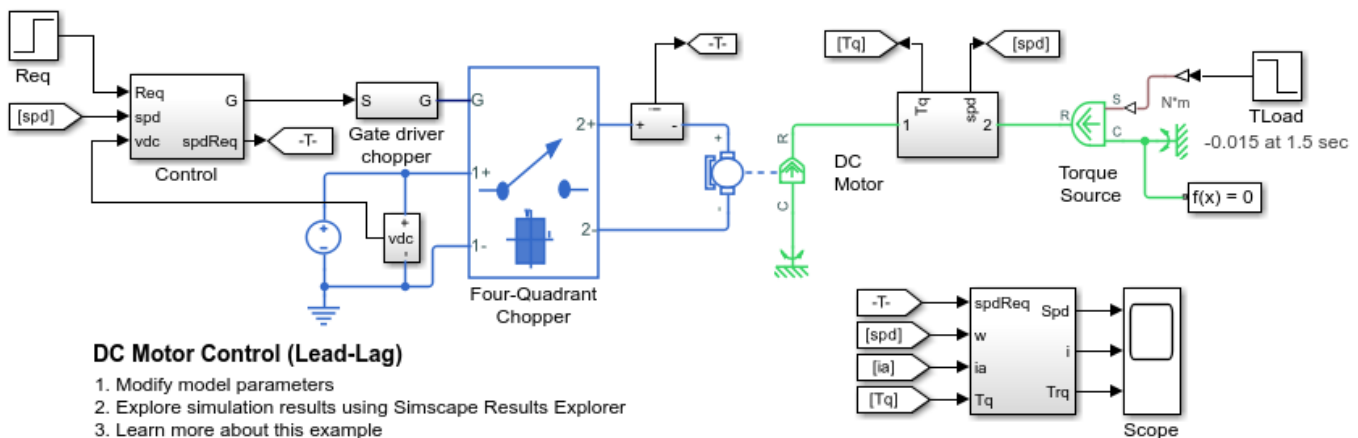 Req
[spd]
Req
spd
vdc
G
spdReq
Control
-T-
S
G
Gate driver
chopper
vdc
+
-
G
1+
1-
2+
2-
Four-Quadrant
Chopper
-T-
+
-
+
-
R
C
DC
Motor
[Tq]
[spd]
Tq
spd
1
2
R
S
C
N*m
Torque
Source
TLoad
-0.015 at 1.5 sec
f(x) = 0
-T-
[spd]
[ia]
[Tq]
spdReq
w
ia
Tq
Spd
i
Trq
Scope
DC Motor Control (Lead-Lag)
1. Modify model parameters
2. Explore simulation results using Simscape Results Explorer
3. Learn more about this example